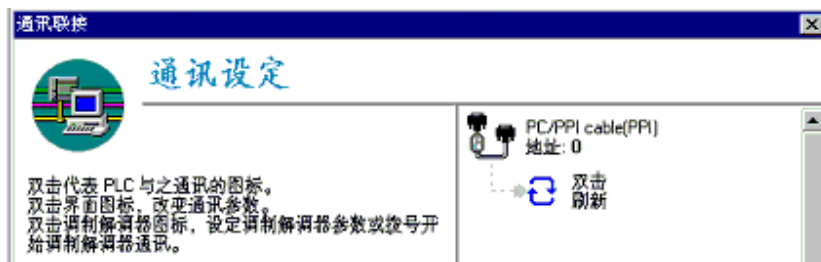 通讯联接
通讯设定
PC/PPI cable(PPI)
地址: 0
双击
刷新
双击代表 PLC 与之通讯的图标。
双击界面图标，改变通讯参数。
双击调制解调器图标，设定调制解调器参数或拨号开
始调制解调器通讯。